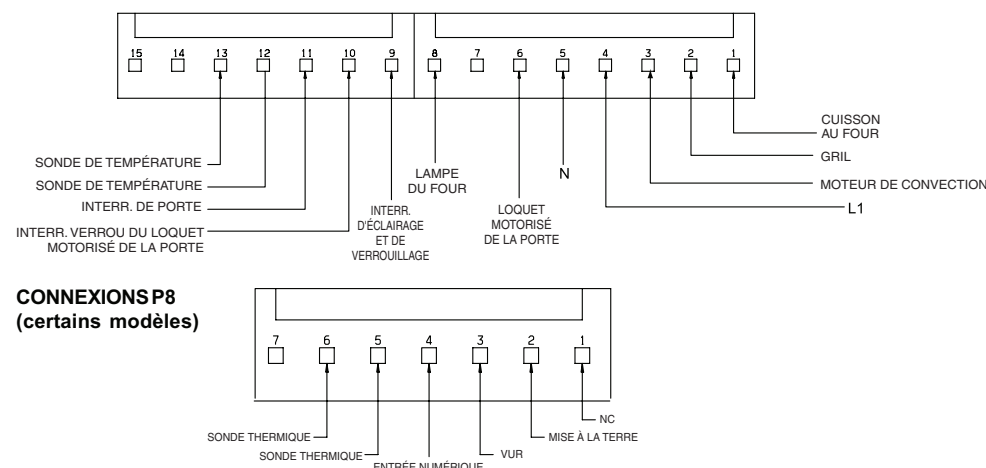 15 14 13 12 11 10 9 8 7 6 5 4 3 2 1
CUISSON
AU FOUR
GRIL
MOTEUR DE CONVECTION
L1
N
SONDE DE TEMPÉRATURE
SONDE DE TEMPÉRATURE
INTERR. DE PORTE
INTERR. VERROU DU LOQUET
MOTORISÉ DE LA PORTE
INTERR.
D'ÉCLAIRAGE
ET DE
VERROUILLAGE
LAMPE
DU FOUR
LOQUET
MOTORISÉ
DE LA PORTE
CONNEXIONS P8
(certains modèles)
7 6 5 4 3 2 1
NC
MISE À LA TERRE
VUR
SONDE THERMIQUE
SONDE THERMIQUE
ENTRÉE NUMÉRIQUE